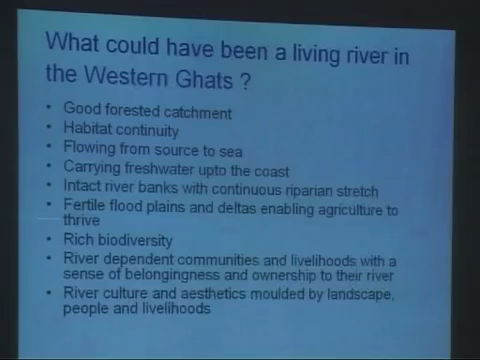 What could have been a living river in
the Western Ghats ?
• Good forested catchment
• Habitat continuity
• Flowing from source to sea
• Carrying freshwater upto the coast
• Intact river banks with continuous riparian stretch
• Fertile flood plains and deltas enabling agriculture to
thrive
• Rich biodiversity
• River dependent communities and livelihoods with a
sense of belongingness and ownership to their river
• River culture and aesthetics moulded by landscape,
people and livelihoods